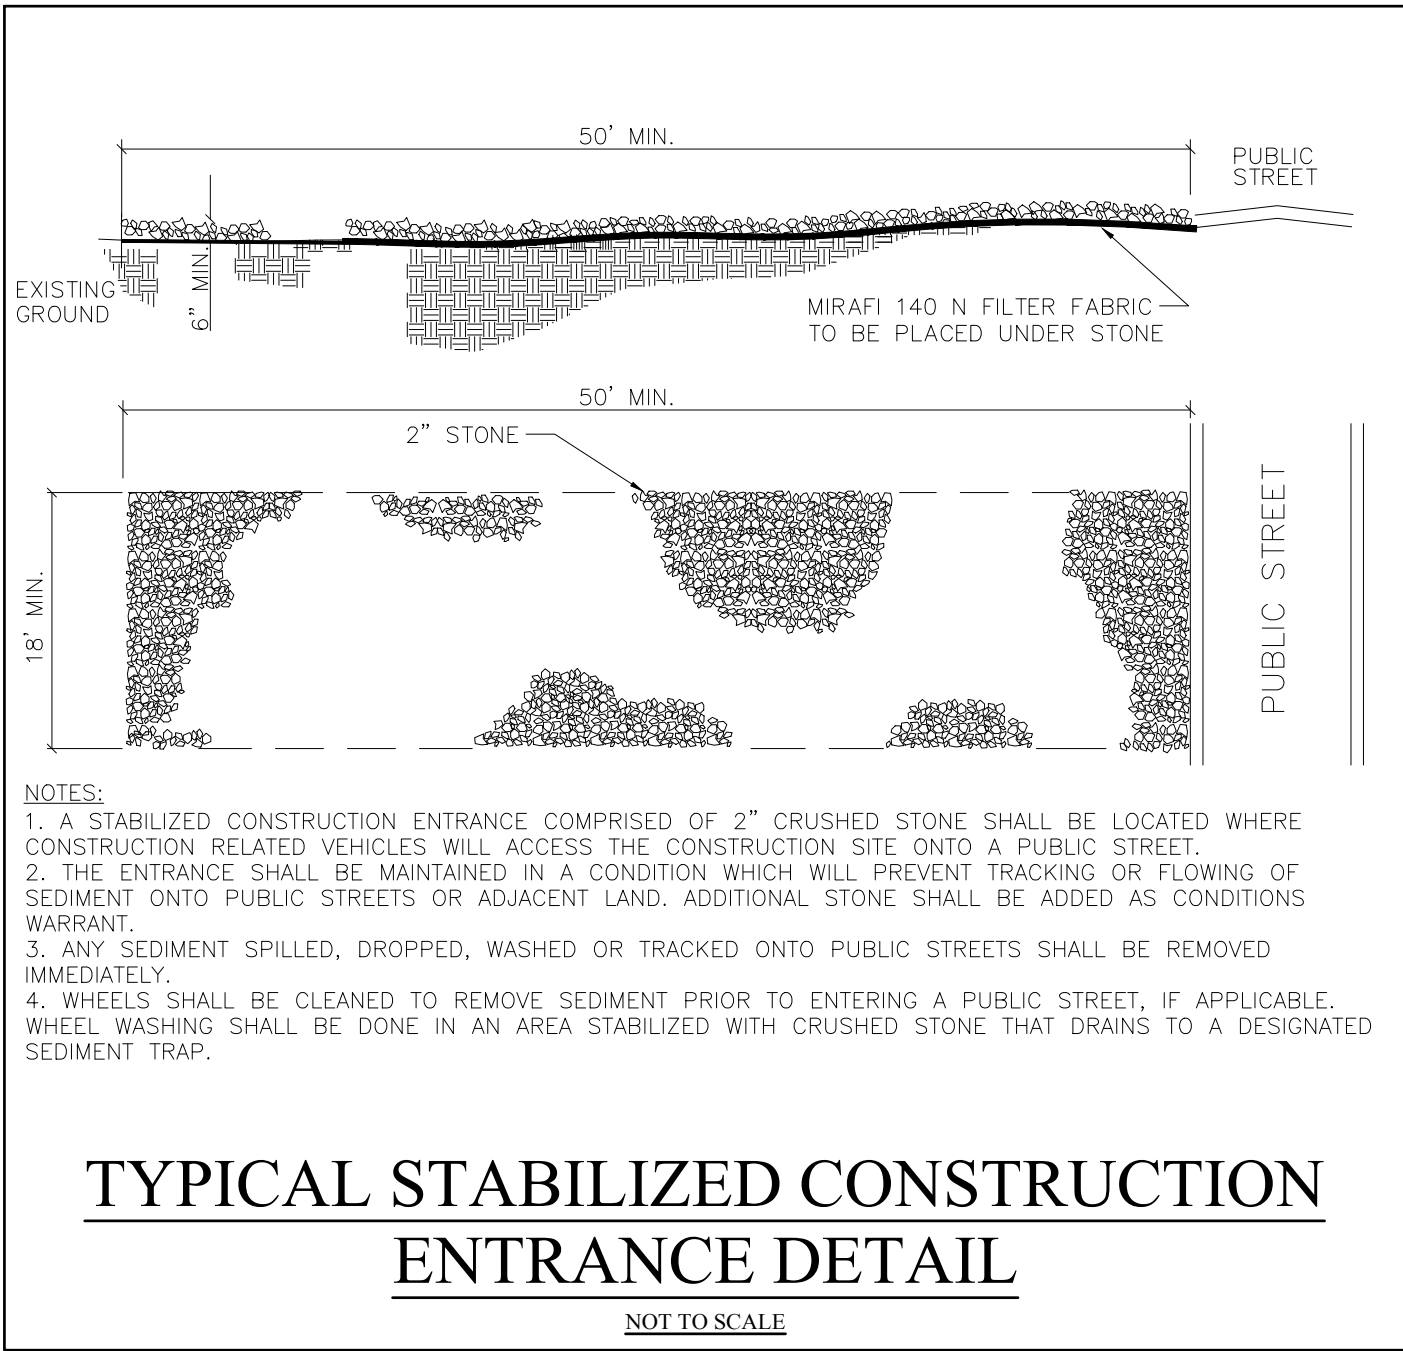 50' MIN.
PUBLIC
STREET
6" MIN.
EXISTING
GROUND
MIRAFI 140 N FILTER FABRIC
TO BE PLACED UNDER STONE
50' MIN.
2" STONE
18' MIN.
PUBLIC STREET
NOTES:
1. A STABILIZED CONSTRUCTION ENTRANCE COMPRISED OF 2" CRUSHED STONE SHALL BE LOCATED WHERE
CONSTRUCTION RELATED VEHICLES WILL ACCESS THE CONSTRUCTION SITE ONTO A PUBLIC STREET.
2. THE ENTRANCE SHALL BE MAINTAINED IN A CONDITION WHICH WILL PREVENT TRACKING OR FLOWING OF
SEDIMENT ONTO PUBLIC STREETS OR ADJACENT LAND. ADDITIONAL STONE SHALL BE ADDED AS CONDITIONS
WARRANT.
3. ANY SEDIMENT SPILLED, DROPPED, WASHED OR TRACKED ONTO PUBLIC STREETS SHALL BE REMOVED
IMMEDIATELY.
4. WHEELS SHALL BE CLEANED TO REMOVE SEDIMENT PRIOR TO ENTERING A PUBLIC STREET, IF APPLICABLE.
WHEEL WASHING SHALL BE DONE IN AN AREA STABILIZED WITH CRUSHED STONE THAT DRAINS TO A DESIGNATED
SEDIMENT TRAP.
TYPICAL STABILIZED CONSTRUCTION
ENTRANCE DETAIL
NOT TO SCALE